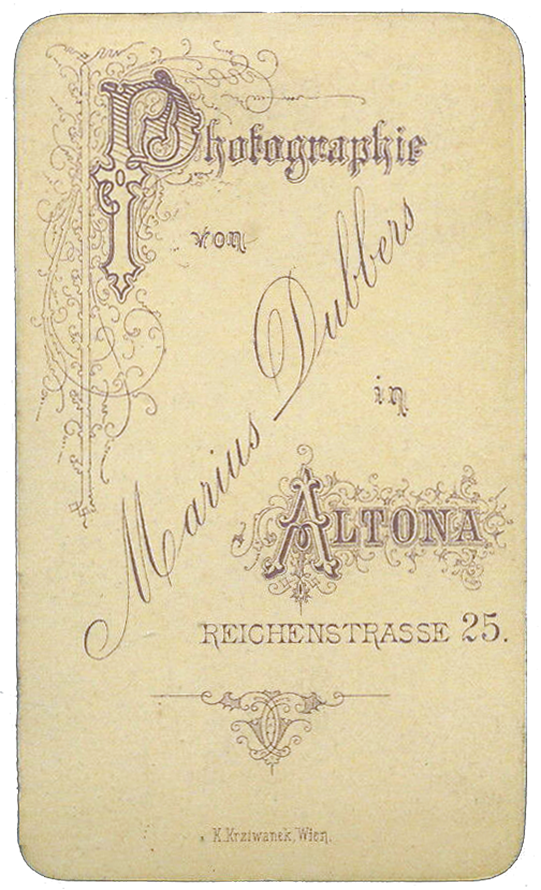 Photographie
von
Marius Dubbers
in
ALTONA
REICHENSTRASSE 25.
K. Krziwanek, Wien.